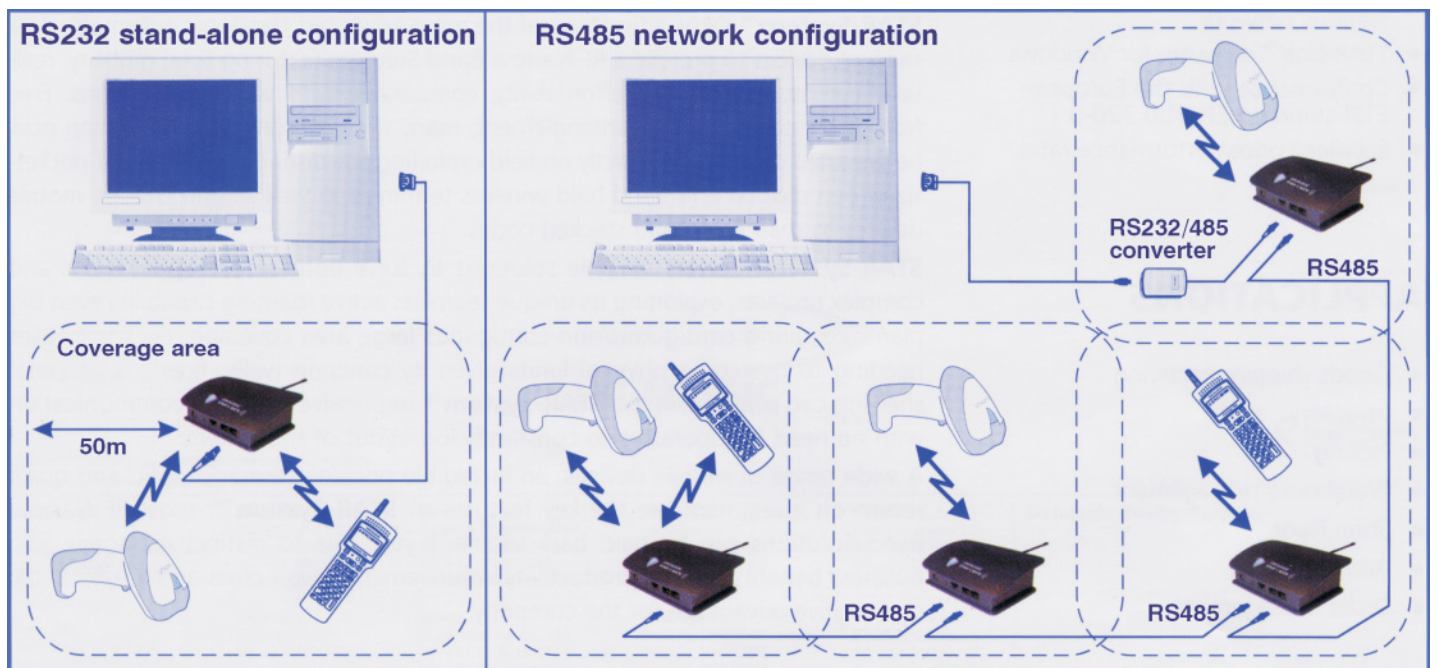 RS232 stand-alone configuration
Coverage area
50m
RS485 network configuration
RS232/485
converter
RS485
RS485
RS485